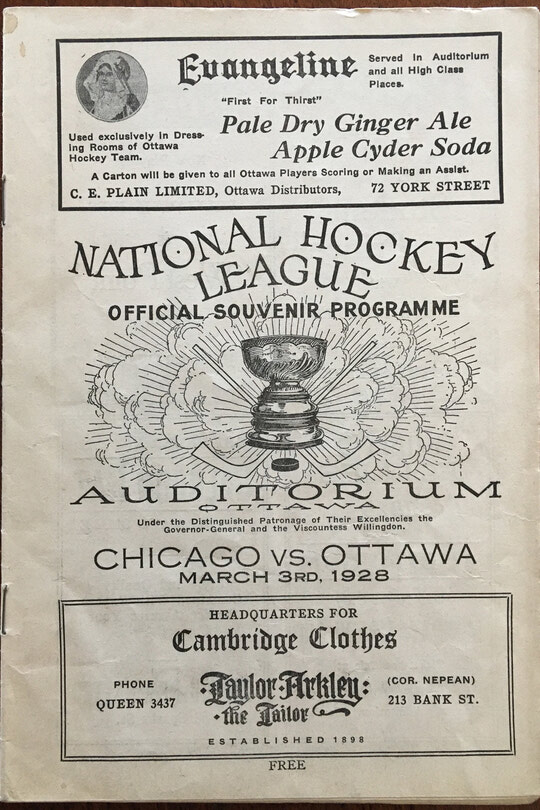 Evangeline
Served in Auditorium
and all High Class
Places.
"First For Thirst"
Used exclusively in Dress-
ing Rooms of Ottawa
Hockey Team.
Pale Dry Ginger Ale
Apple Cyder Soda
A Carton will be given to all Ottawa Players Scoring or Making an Assist.
C. E. PLAIN LIMITED, Ottawa Distributors, 72 YORK STREET
NATIONAL HOCKEY
LEAGUE
OFFICIAL SOUVENIR PROGRAMME
AUDITORIUM
OTTAWA
Under the Distinguished Patronage of Their Excellencies the
Governor-General and the Viscountess Willingdon.
CHICAGO VS. OTTAWA
MARCH 3RD, 1928
HEADQUARTERS FOR
Cambridge Clothes
PHONE
QUEEN 3437
Taylor-Arkley:
the Tailor
(COR. NEPEAN)
213 BANK ST.
ESTABLISHED 1898
FREE